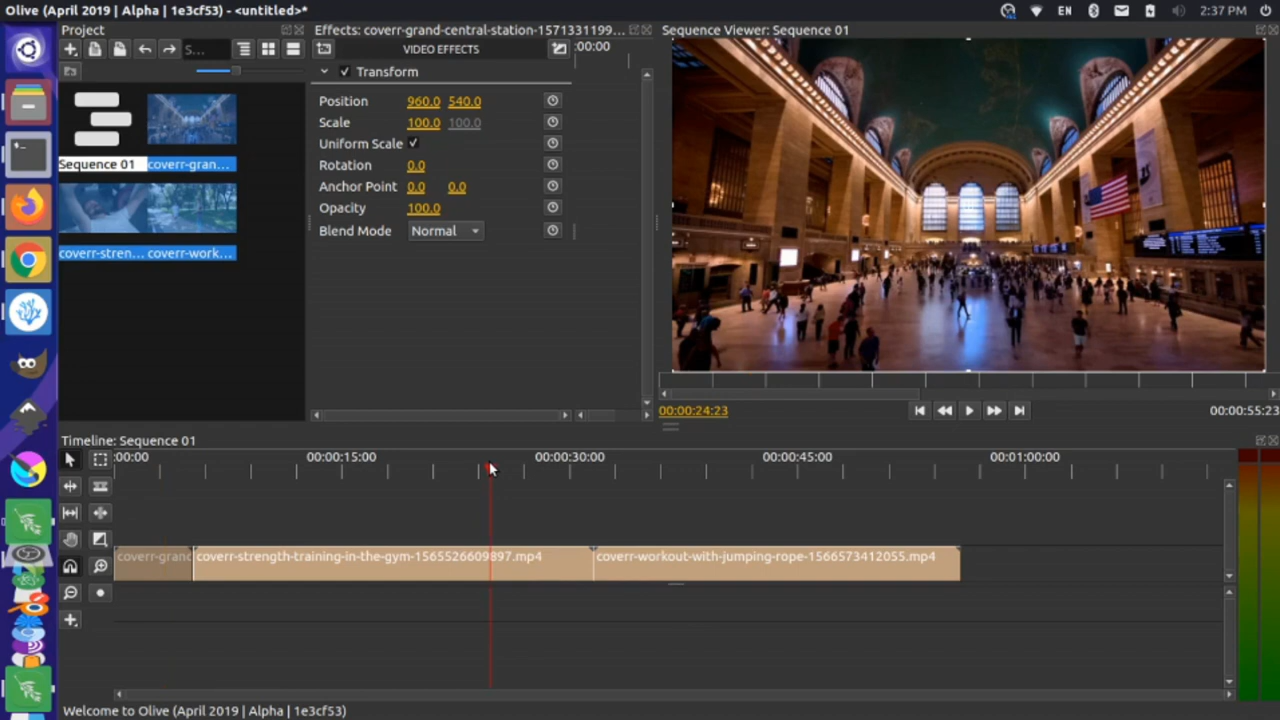 Olive (April 2019 | Alpha | 1e3cf53) - <untitled>*
EN
2:37 PM
Project
Effects: coverr-grand-central-station-1571331199...
Sequence Viewer: Sequence 01
S...
VIDEO EFFECTS
:00:00
Transform
Position 960.0 540.0
Scale 100.0 100.0
Uniform Scale
Rotation 0.0
Anchor Point 0.0 0.0
Opacity 100.0
Blend Mode Normal
Sequence 01
coverr-gran...
coverr-stren...
coverr-work...
00:00:24:23
00:00:55:23
Timeline: Sequence 01
:00:00
00:00:15:00
00:00:30:00
00:00:45:00
00:01:00:00
coverr-grand
coverr-strength-training-in-the-gym-1565526609897.mp4
coverr-workout-with-jumping-rope-1566573412055.mp4
Welcome to Olive (April 2019 | Alpha | 1e3cf53)